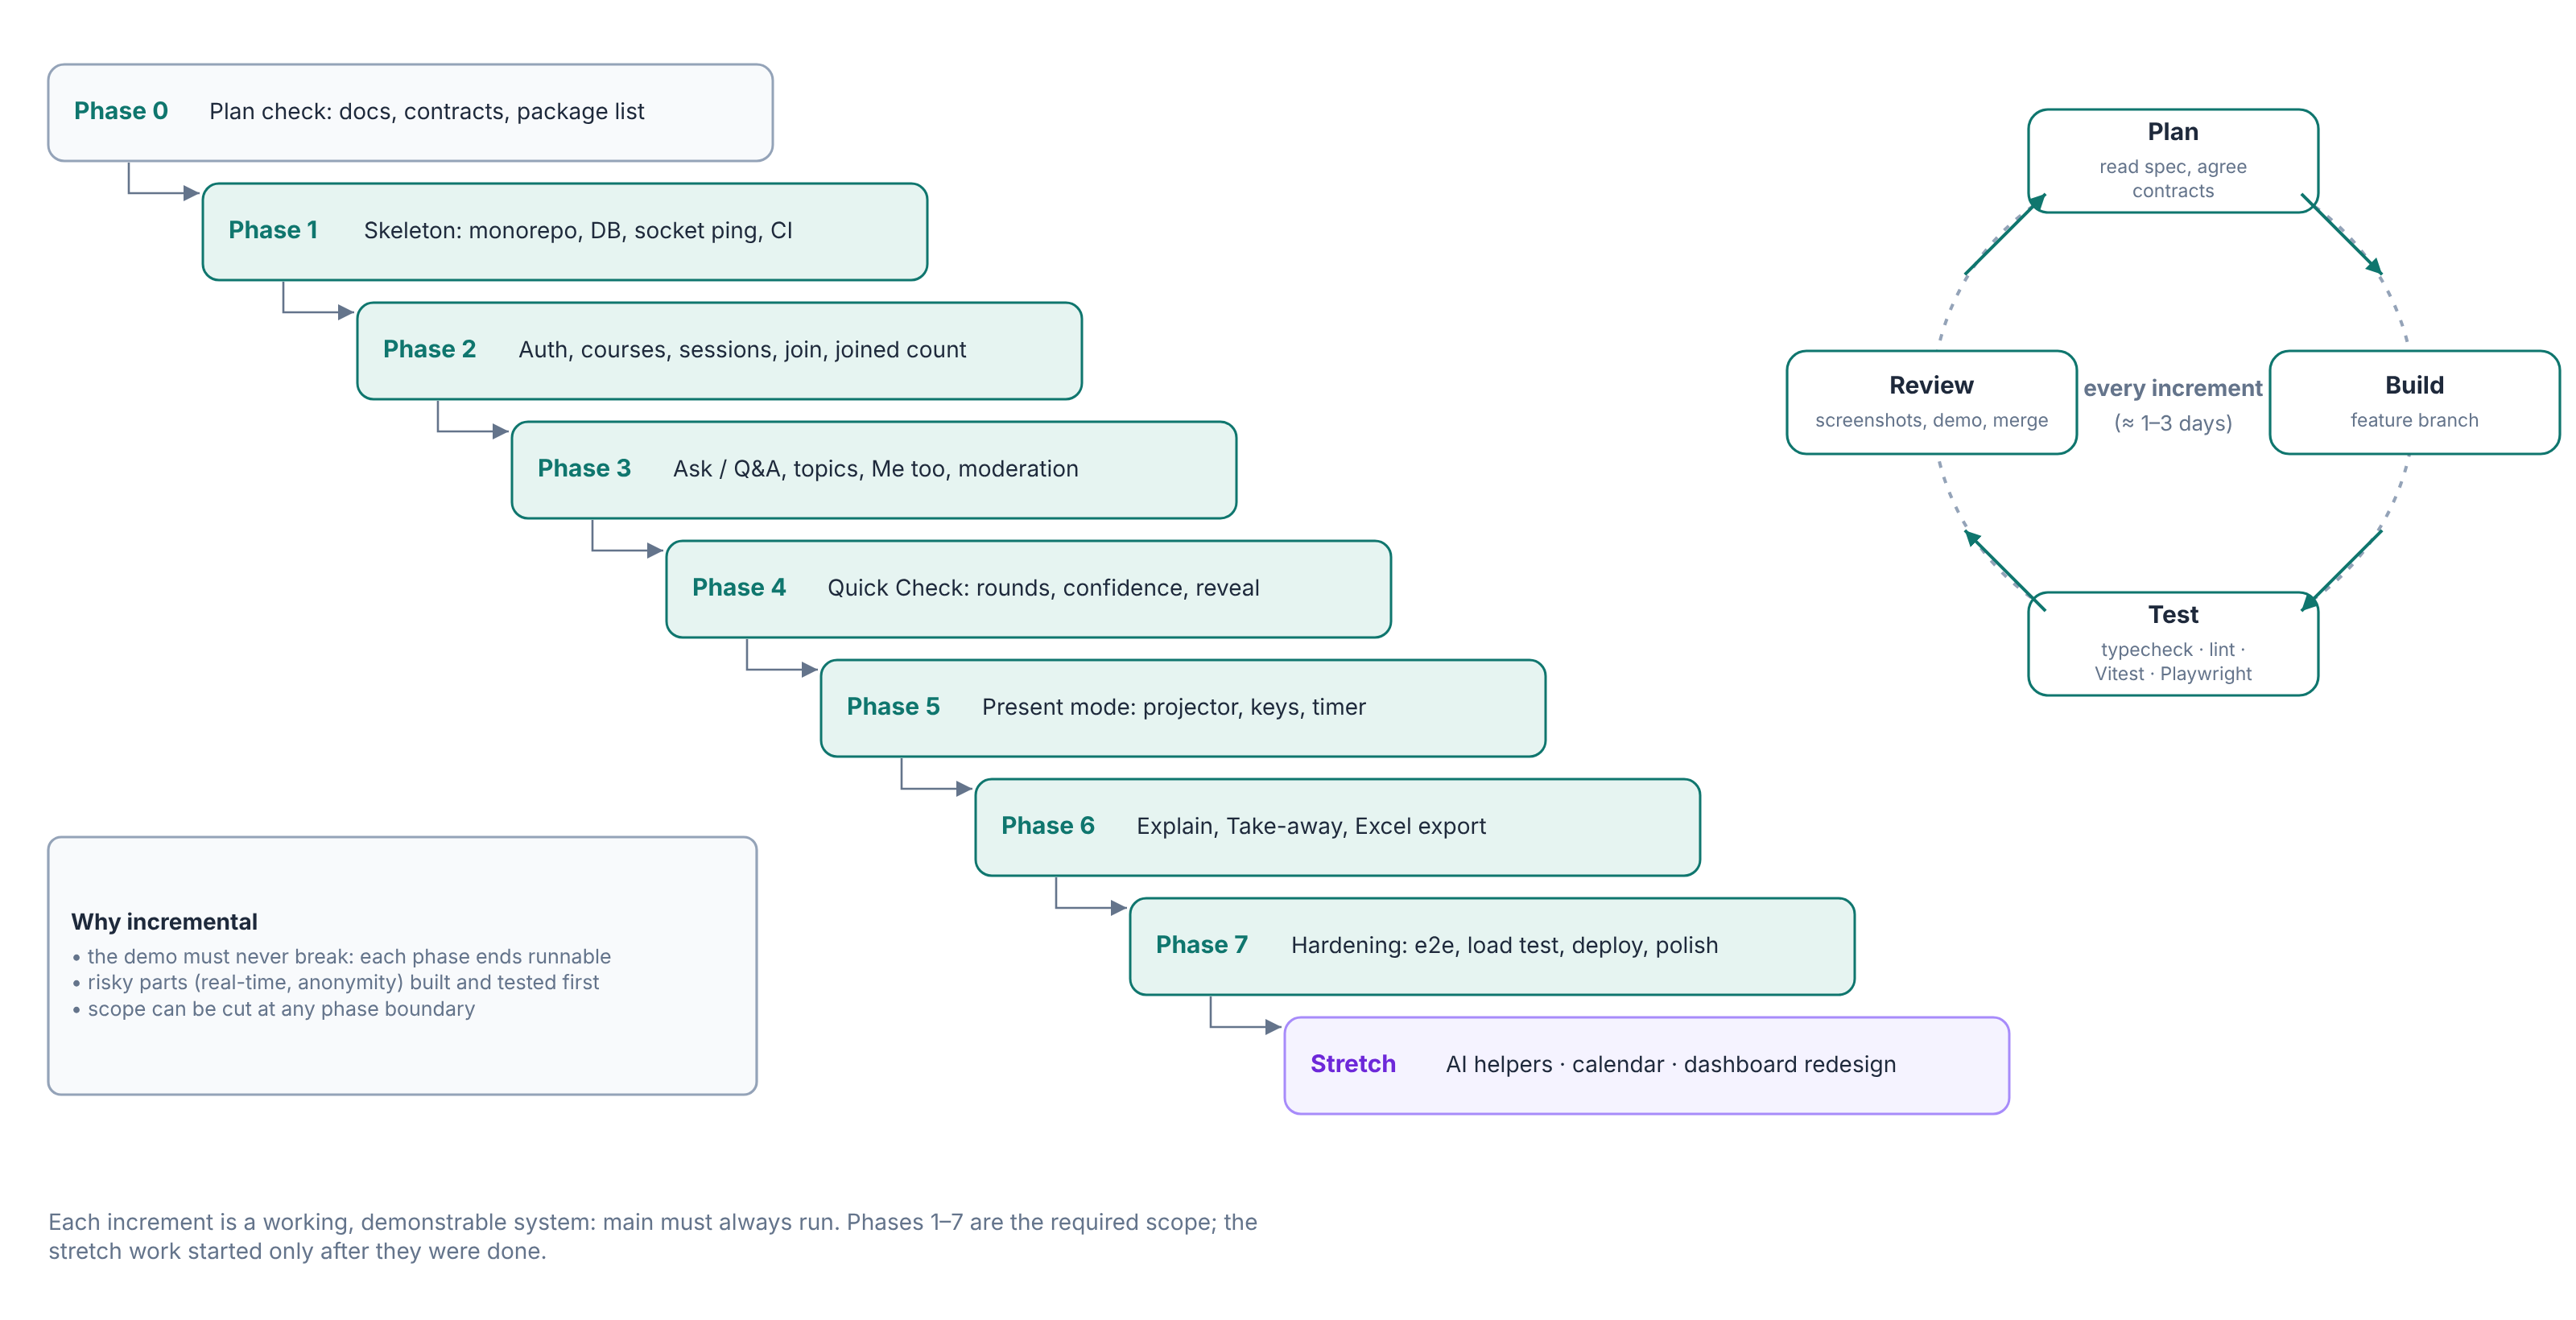 Phase 0 Plan check: docs, contracts, package list
Phase 1 Skeleton: monorepo, DB, socket ping, CI
Phase 2 Auth, courses, sessions, join, joined count
Phase 3 Ask / Q&A, topics, Me too, moderation
Phase 4 Quick Check: rounds, confidence, reveal
Phase 5 Present mode: projector, keys, timer
Phase 6 Explain, Take-away, Excel export
Phase 7 Hardening: e2e, load test, deploy, polish
Stretch AI helpers · calendar · dashboard redesign
Plan
read spec, agree
contracts
Review
screenshots, demo, merge
every increment
(≈ 1–3 days)
Build
feature branch
Test
typecheck · lint ·
Vitest · Playwright
Why incremental
• the demo must never break: each phase ends runnable
• risky parts (real-time, anonymity) built and tested first
• scope can be cut at any phase boundary
Each increment is a working, demonstrable system: main must always run. Phases 1–7 are the required scope; the
stretch work started only after they were done.